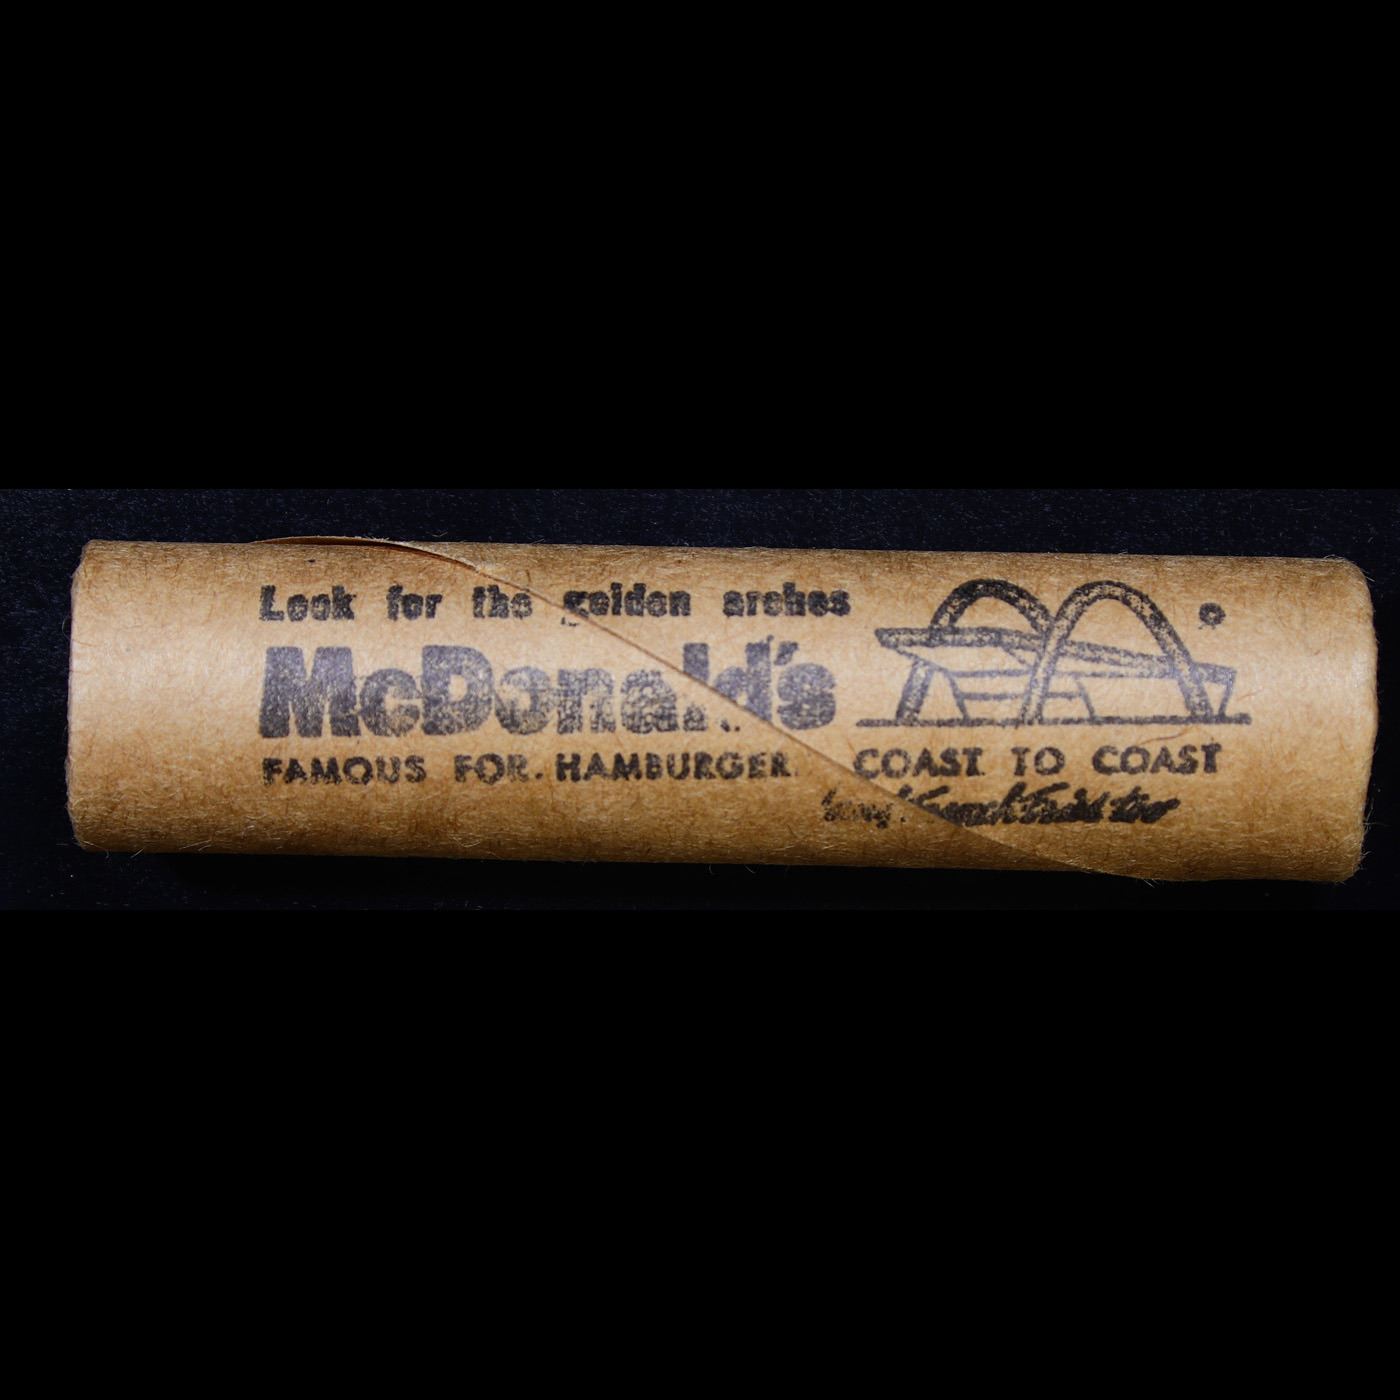 Look for the golden arches
McDonald's
FAMOUS FOR. HAMBURGER COAST TO COAST